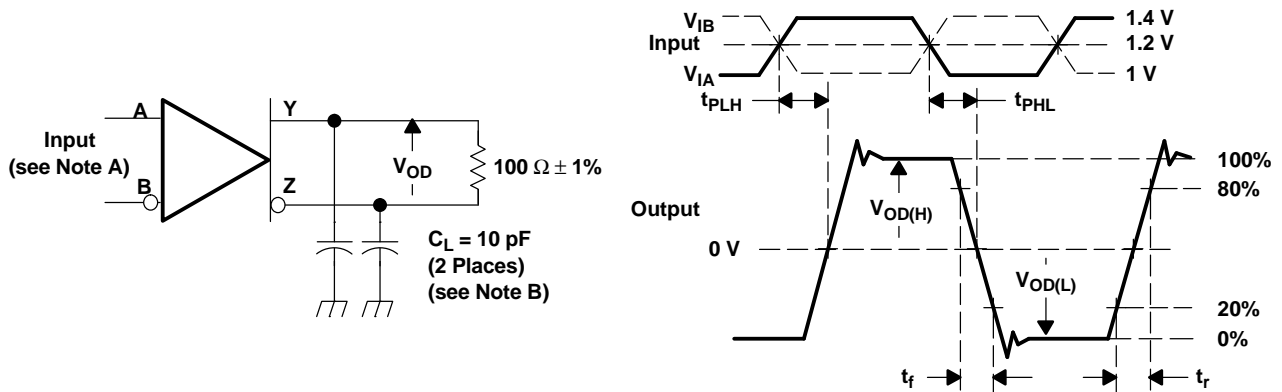 A
Y
Input
(see Note A)
V_OD
100 Ω ± 1%
B
Z
C_L = 10 pF
(2 Places)
(see Note B)
V_IB
1.4 V
Input
1.2 V
V_IA
1 V
t_PLH
t_PHL
100%
80%
V_OD(H)
Output
0 V
V_OD(L)
20%
0%
t_f
t_r